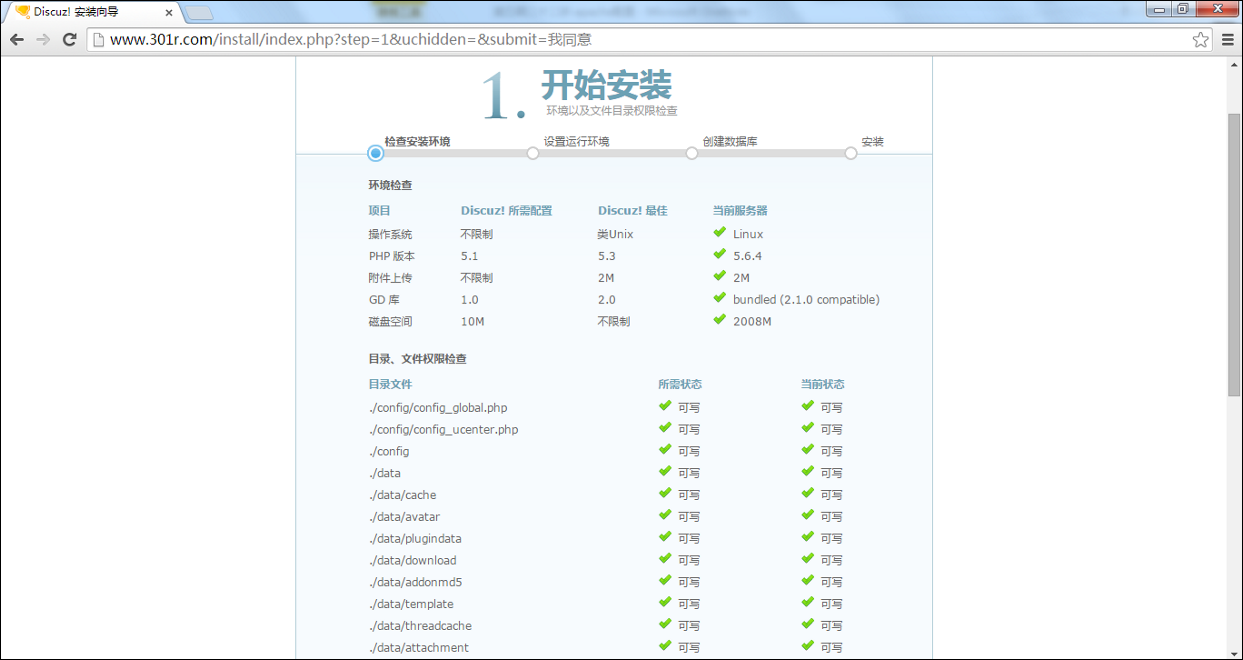 Discuz! 安装向导
www.301r.com/install/index.php?step=1&uchidden=&submit=我同意
1. 开始安装
环境以及文件目录权限检查
检查安装环境 设置运行环境 创建数据库 安装
环境检查
项目 Discuz! 所需配置 Discuz! 最佳 当前服务器
操作系统 不限制 类Unix Linux
PHP 版本 5.1 5.3 5.6.4
附件上传 不限制 2M 2M
GD 库 1.0 2.0 bundled (2.1.0 compatible)
磁盘空间 10M 不限制 2008M
目录、文件权限检查
目录文件 所需状态 当前状态
./config/config_global.php 可写 可写
./config/config_ucenter.php 可写 可写
./config 可写 可写
./data 可写 可写
./data/cache 可写 可写
./data/avatar 可写 可写
./data/plugindata 可写 可写
./data/download 可写 可写
./data/addonmd5 可写 可写
./data/template 可写 可写
./data/threadcache 可写 可写
./data/attachment 可写 可写